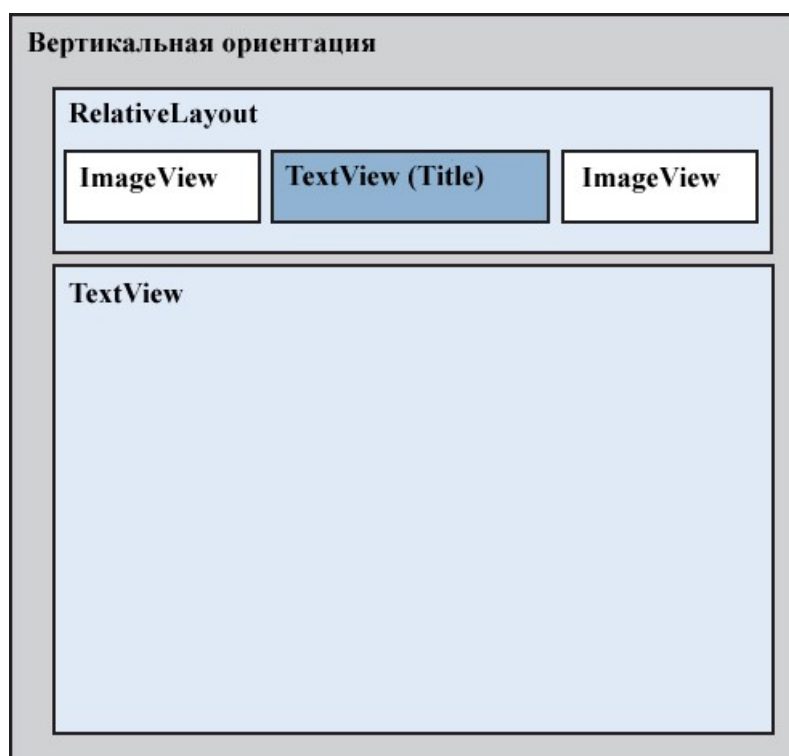 Вертикальная ориентация
RelativeLayout
ImageView
TextView (Title)
ImageView
TextView